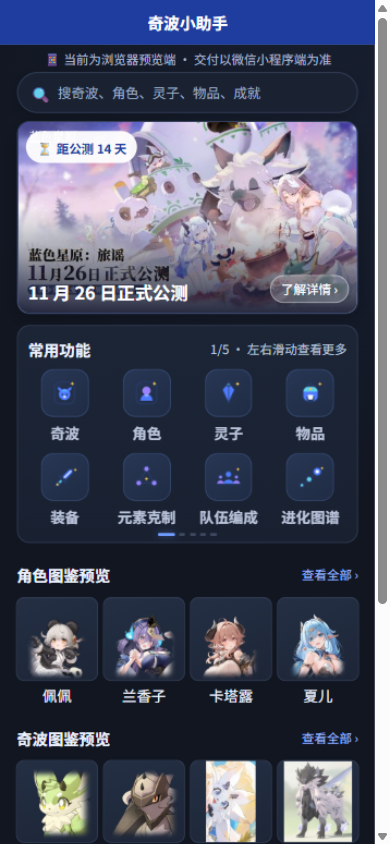 奇波小助手
当前为浏览器预览端 · 交付以微信小程序端为准
搜奇波、角色、灵子、物品、成就
距公测 14 天
蓝色星原：旅谣
11月26日正式公测
11 月 26 日正式公测
了解详情 ›
常用功能
1/5 · 左右滑动查看更多
奇波 角色 灵子 物品
装备 元素克制 队伍编成 进化图谱
角色图鉴预览
查看全部 ›
佩佩 兰香子 卡塔露 夏儿
奇波图鉴预览
查看全部 ›